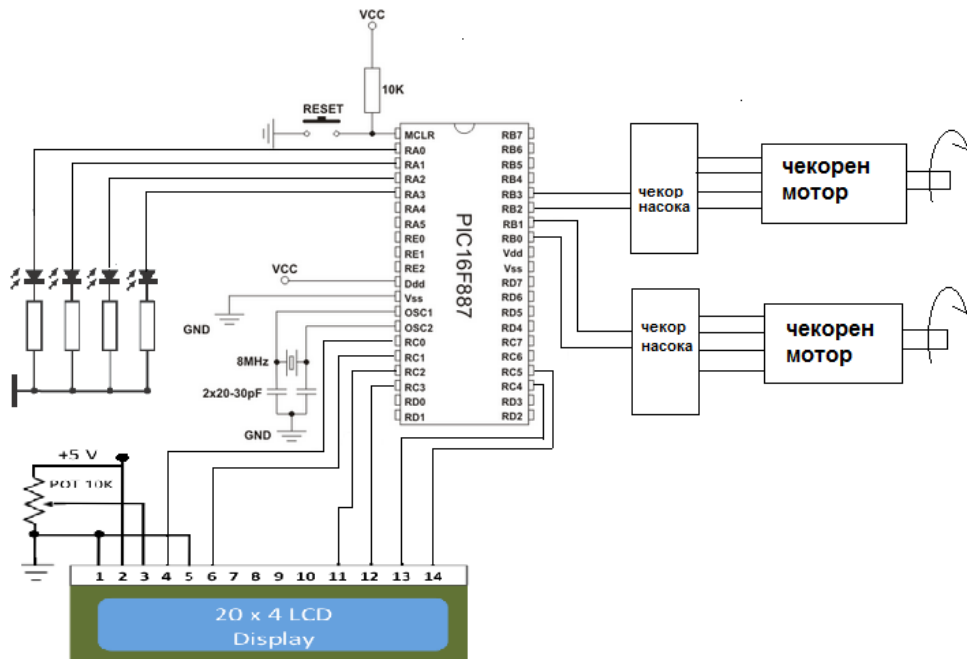 VCC
10K
RESET
MCLR
RA0
RA1
RA2
RA3
RA4
RA5
RE0
RE1
RE2
Ddd
Vss
OSC1
OSC2
RC0
RC1
RC2
RC3
RD0
RD1
PIC16F887
RB7
RB6
RB5
RB4
RB3
RB2
RB1
RB0
Vdd
Vss
RD7
RD6
RD5
RD4
RC7
RC6
RC5
RC4
RD3
RD2
чекор
насока
чекорен
мотор
чекор
насока
чекорен
мотор
VCC
GND
8MHz
2x20-30pF
GND
+5 V
POT 10K
1 2 3 4 5 6 7 8 9 10 11 12 13 14
20 x 4 LCD
Display